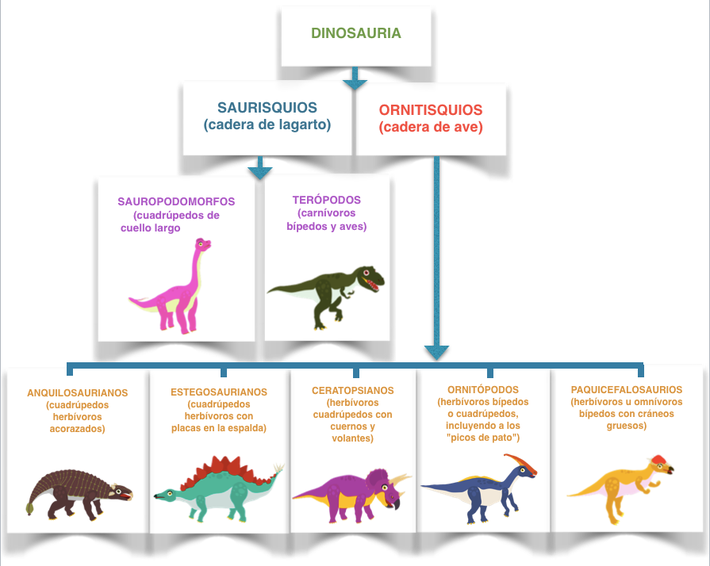 DINOSAURIA
SAURISQUIOS
(cadera de lagarto)
ORNITISQUIOS
(cadera de ave)
SAUROPODOMORFOS
(cuadrúpedos de
cuello largo
TERÓPODOS
(carnívoros
bípedos y aves)
ANQUILOSAURIANOS
(cuadrúpedos
herbívoros
acorazados)
ESTEGOSAURIANOS
(cuadrúpedos
herbívoros con
placas en la espalda)
CERATOPSIANOS
(herbívoros
cuadrúpedos con
cuernos y
volantes)
ORNITÓPODOS
(herbívoros bípedos
o cuadrúpedos,
incluyendo a los
"picos de pato")
PAQUICEFALOSAURIOS
(herbívoros u omnívoros
bípedos con cráneos
gruesos)